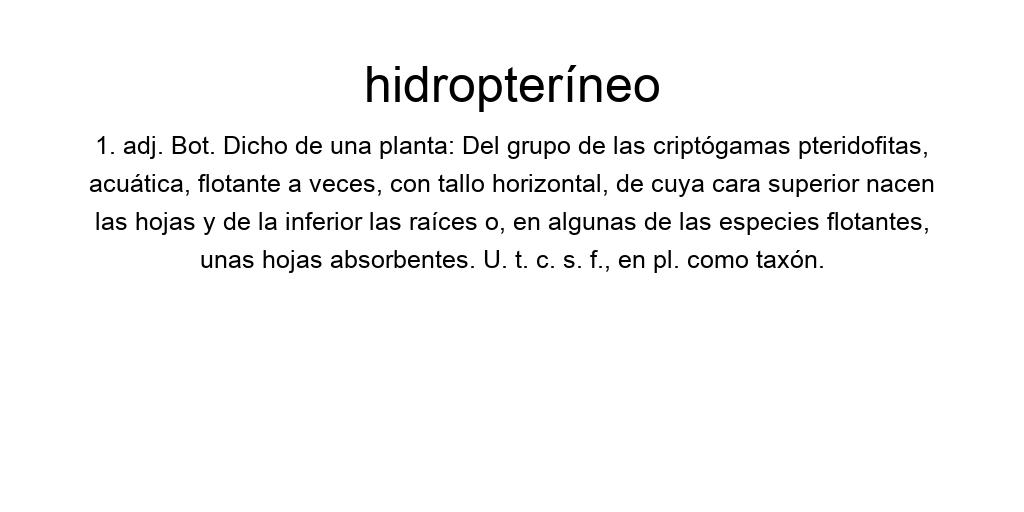 hidropteríneo
1. adj. Bot. Dicho de una planta: Del grupo de las criptógamas pteridofitas,
acuática, flotante a veces, con tallo horizontal, de cuya cara superior nacen
las hojas y de la inferior las raíces o, en algunas de las especies flotantes,
unas hojas absorbentes. U. t. c. s. f., en pl. como taxón.